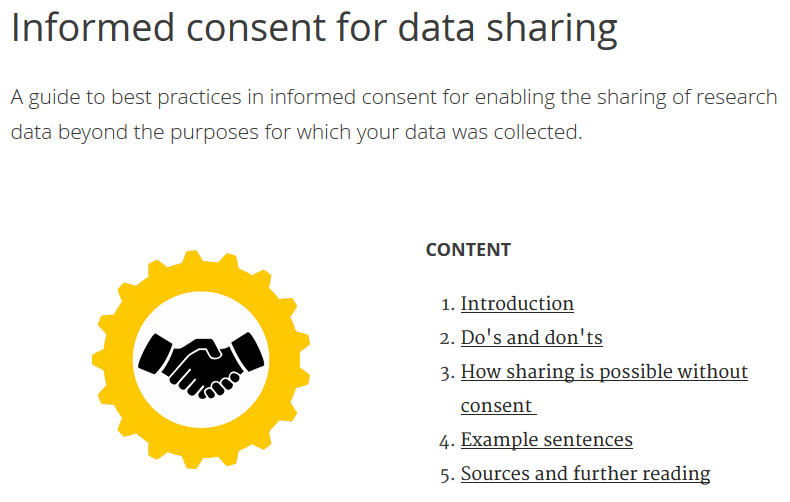 Informed consent for data sharing
A guide to best practices in informed consent for enabling the sharing of research
data beyond the purposes for which your data was collected.
CONTENT
1. Introduction
2. Do's and don'ts
3. How sharing is possible without
consent
4. Example sentences
5. Sources and further reading